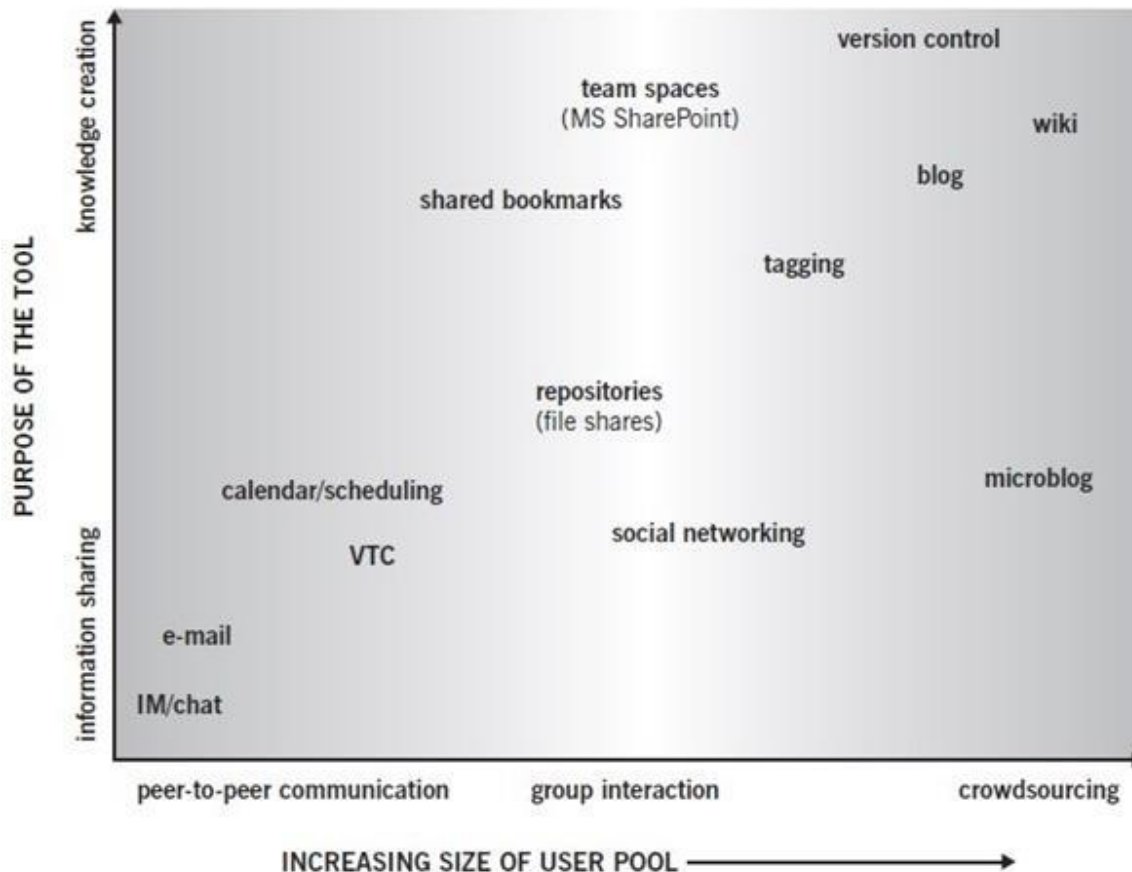 PURPOSE OF THE TOOL
knowledge creation
information sharing
version control
team spaces
(MS SharePoint)
wiki
blog
shared bookmarks
tagging
repositories
(file shares)
microblog
calendar/scheduling
social networking
VTC
e-mail
IM/chat
peer-to-peer communication
group interaction
crowdsourcing
INCREASING SIZE OF USER POOL